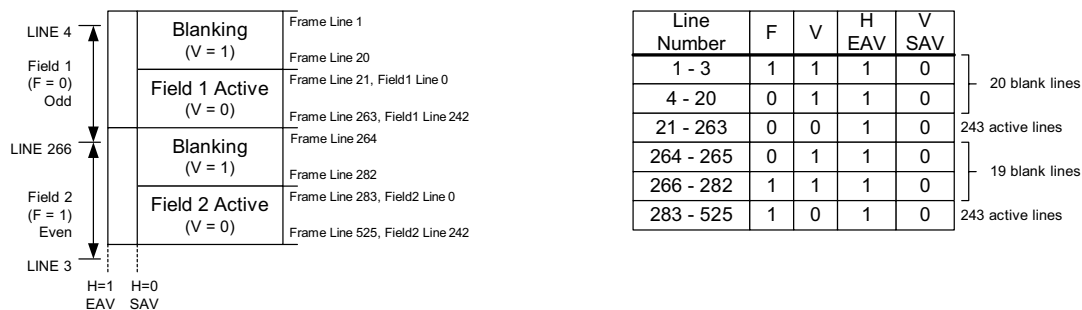 LINE 4
Field 1
(F = 0)
Odd
LINE 266
Field 2
(F = 1)
Even
LINE 3
H=1
EAV
H=0
SAV
Blanking
(V = 1)
Field 1 Active
(V = 0)
Blanking
(V = 1)
Field 2 Active
(V = 0)
Frame Line 1
Frame Line 20
Frame Line 21, Field1 Line 0
Frame Line 263, Field1 Line 242
Frame Line 264
Frame Line 282
Frame Line 283, Field2 Line 0
Frame Line 525, Field2 Line 242
Line Number F V H EAV V SAV
1 - 3 1 1 1 0
4 - 20 0 1 1 0
20 blank lines
21 - 263 0 0 1 0 243 active lines
264 - 265 0 1 1 0
266 - 282 1 1 1 0
19 blank lines
283 - 525 1 0 1 0 243 active lines